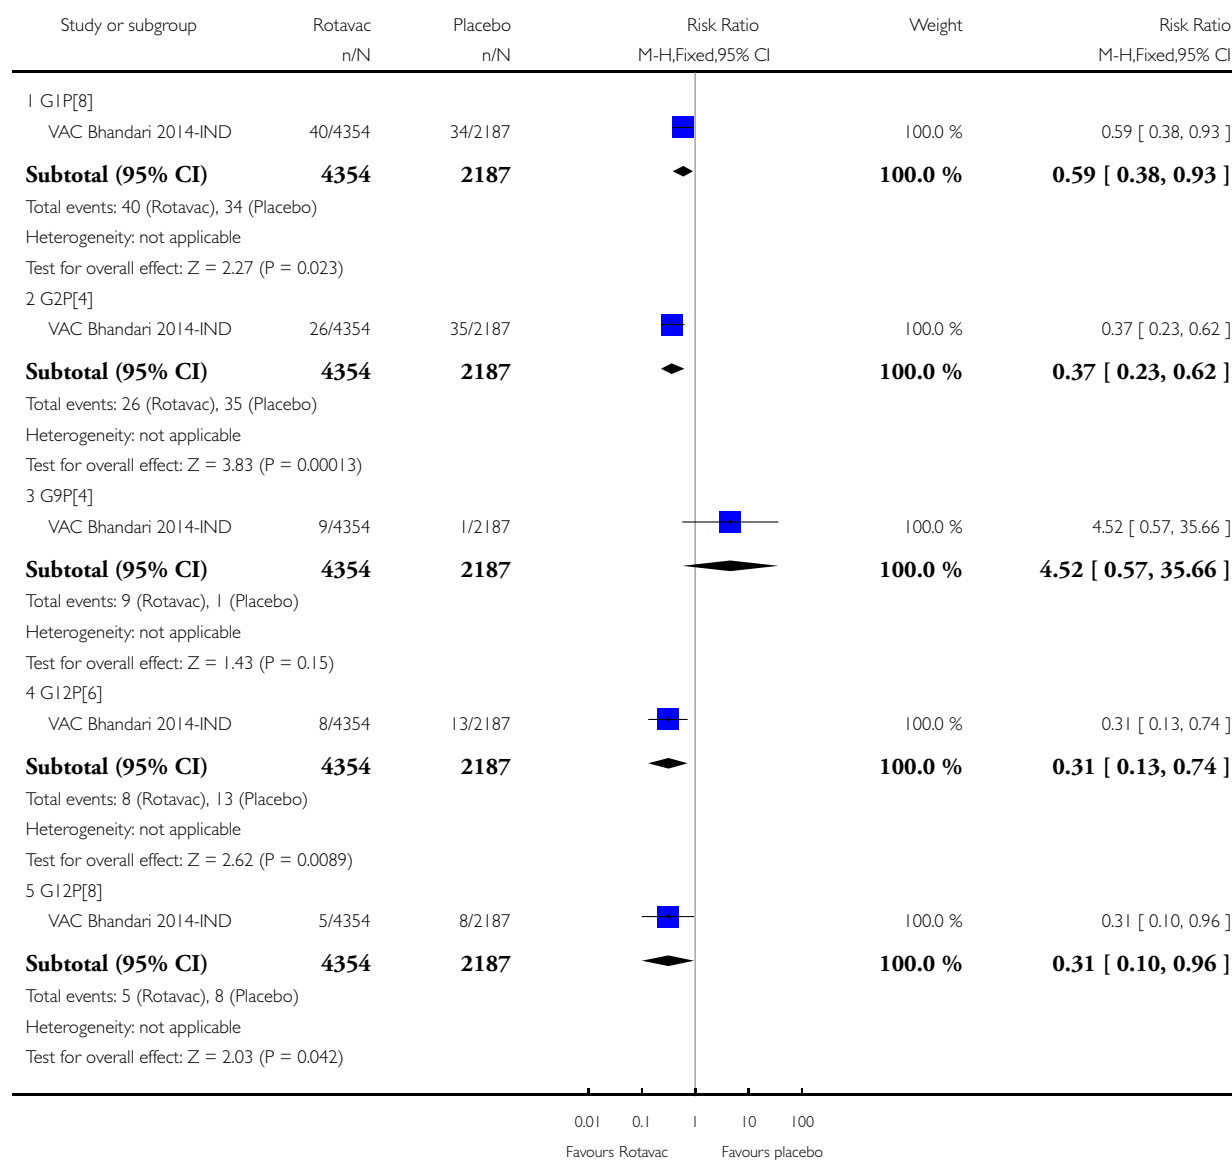 Study or subgroup Rotavac Placebo Risk Ratio Weight Risk Ratio
n/N n/N M-H,Fixed,95% CI M-H,Fixed,95% CI
1 G1P[8]
VAC Bhandari 2014-IND 40/4354 34/2187 100.0 % 0.59 [ 0.38, 0.93 ]
Subtotal (95% CI) 4354 2187 100.0 % 0.59 [ 0.38, 0.93 ]
Total events: 40 (Rotavac), 34 (Placebo)
Heterogeneity: not applicable
Test for overall effect: Z = 2.27 (P = 0.023)
2 G2P[4]
VAC Bhandari 2014-IND 26/4354 35/2187 100.0 % 0.37 [ 0.23, 0.62 ]
Subtotal (95% CI) 4354 2187 100.0 % 0.37 [ 0.23, 0.62 ]
Total events: 26 (Rotavac), 35 (Placebo)
Heterogeneity: not applicable
Test for overall effect: Z = 3.83 (P = 0.00013)
3 G9P[4]
VAC Bhandari 2014-IND 9/4354 1/2187 100.0 % 4.52 [ 0.57, 35.66 ]
Subtotal (95% CI) 4354 2187 100.0 % 4.52 [ 0.57, 35.66 ]
Total events: 9 (Rotavac), 1 (Placebo)
Heterogeneity: not applicable
Test for overall effect: Z = 1.43 (P = 0.15)
4 G12P[6]
VAC Bhandari 2014-IND 8/4354 13/2187 100.0 % 0.31 [ 0.13, 0.74 ]
Subtotal (95% CI) 4354 2187 100.0 % 0.31 [ 0.13, 0.74 ]
Total events: 8 (Rotavac), 13 (Placebo)
Heterogeneity: not applicable
Test for overall effect: Z = 2.62 (P = 0.0089)
5 G12P[8]
VAC Bhandari 2014-IND 5/4354 8/2187 100.0 % 0.31 [ 0.10, 0.96 ]
Subtotal (95% CI) 4354 2187 100.0 % 0.31 [ 0.10, 0.96 ]
Total events: 5 (Rotavac), 8 (Placebo)
Heterogeneity: not applicable
Test for overall effect: Z = 2.03 (P = 0.042)
0.01 0.1 1 10 100
Favours Rotavac Favours placebo